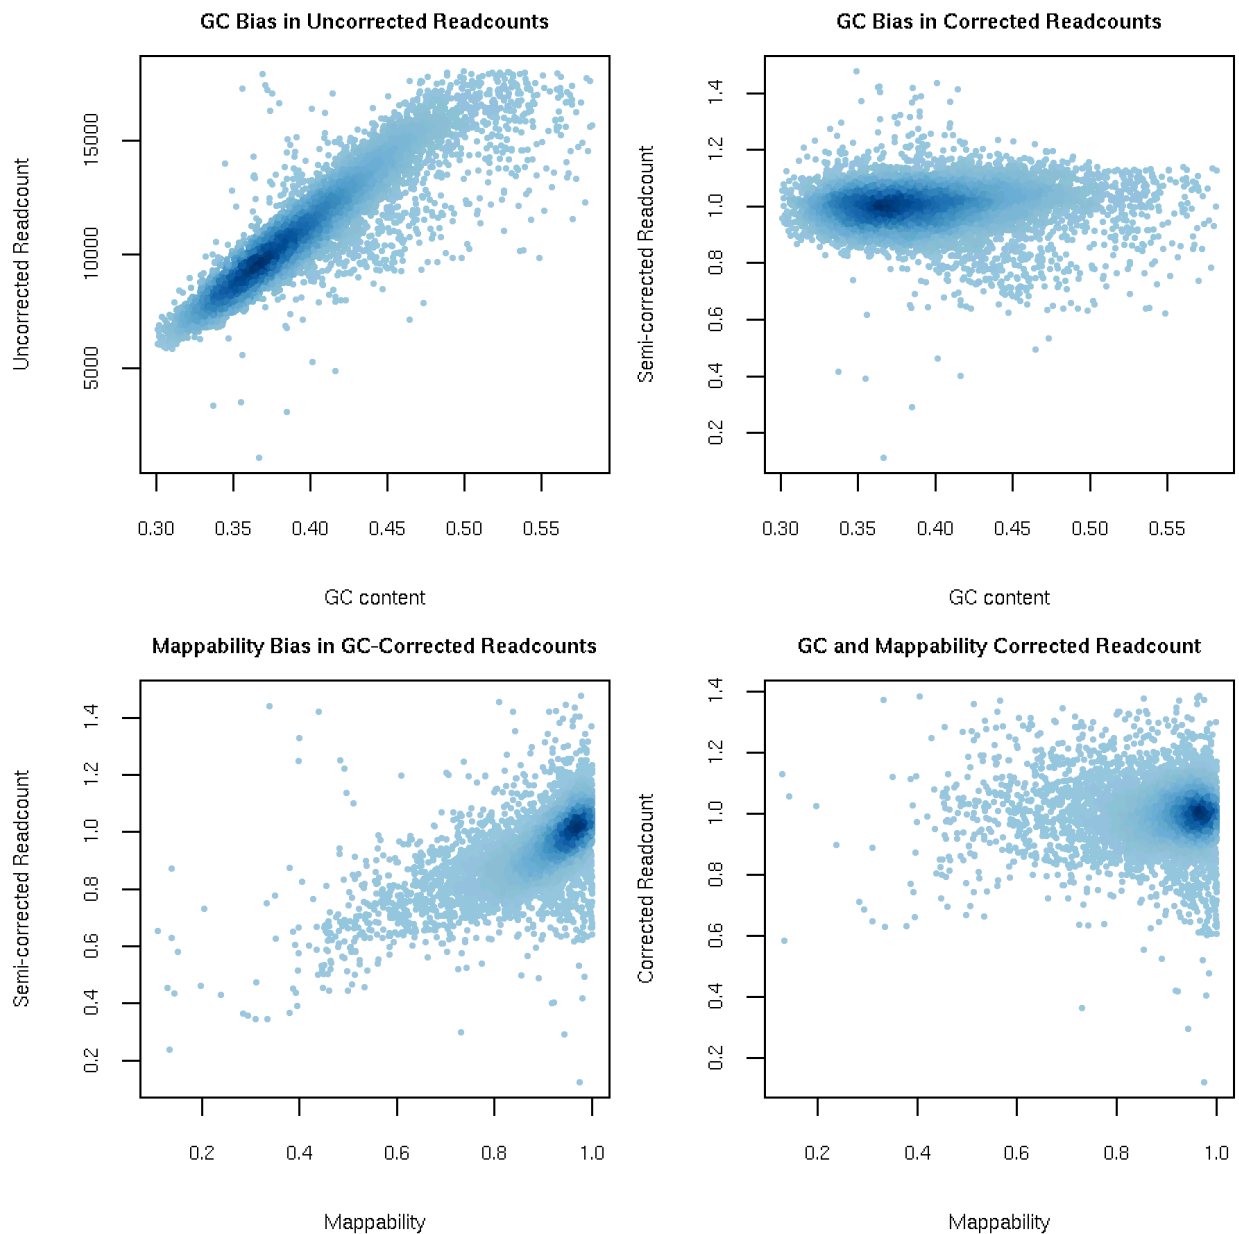 GC Bias in Uncorrected Readcounts
Uncorrected Readcount
15000
10000
5000
0.30 0.35 0.40 0.45 0.50 0.55
GC content
GC Bias in Corrected Readcounts
Semi-corrected Readcount
1.4
1.2
1.0
0.8
0.6
0.4
0.2
0.30 0.35 0.40 0.45 0.50 0.55
GC content
Mappability Bias in GC-Corrected Readcounts
Semi-corrected Readcount
1.4
1.2
1.0
0.8
0.6
0.4
0.2
0.2 0.4 0.6 0.8 1.0
Mappability
GC and Mappability Corrected Readcount
Corrected Readcount
1.4
1.2
1.0
0.8
0.6
0.4
0.2
0.2 0.4 0.6 0.8 1.0
Mappability